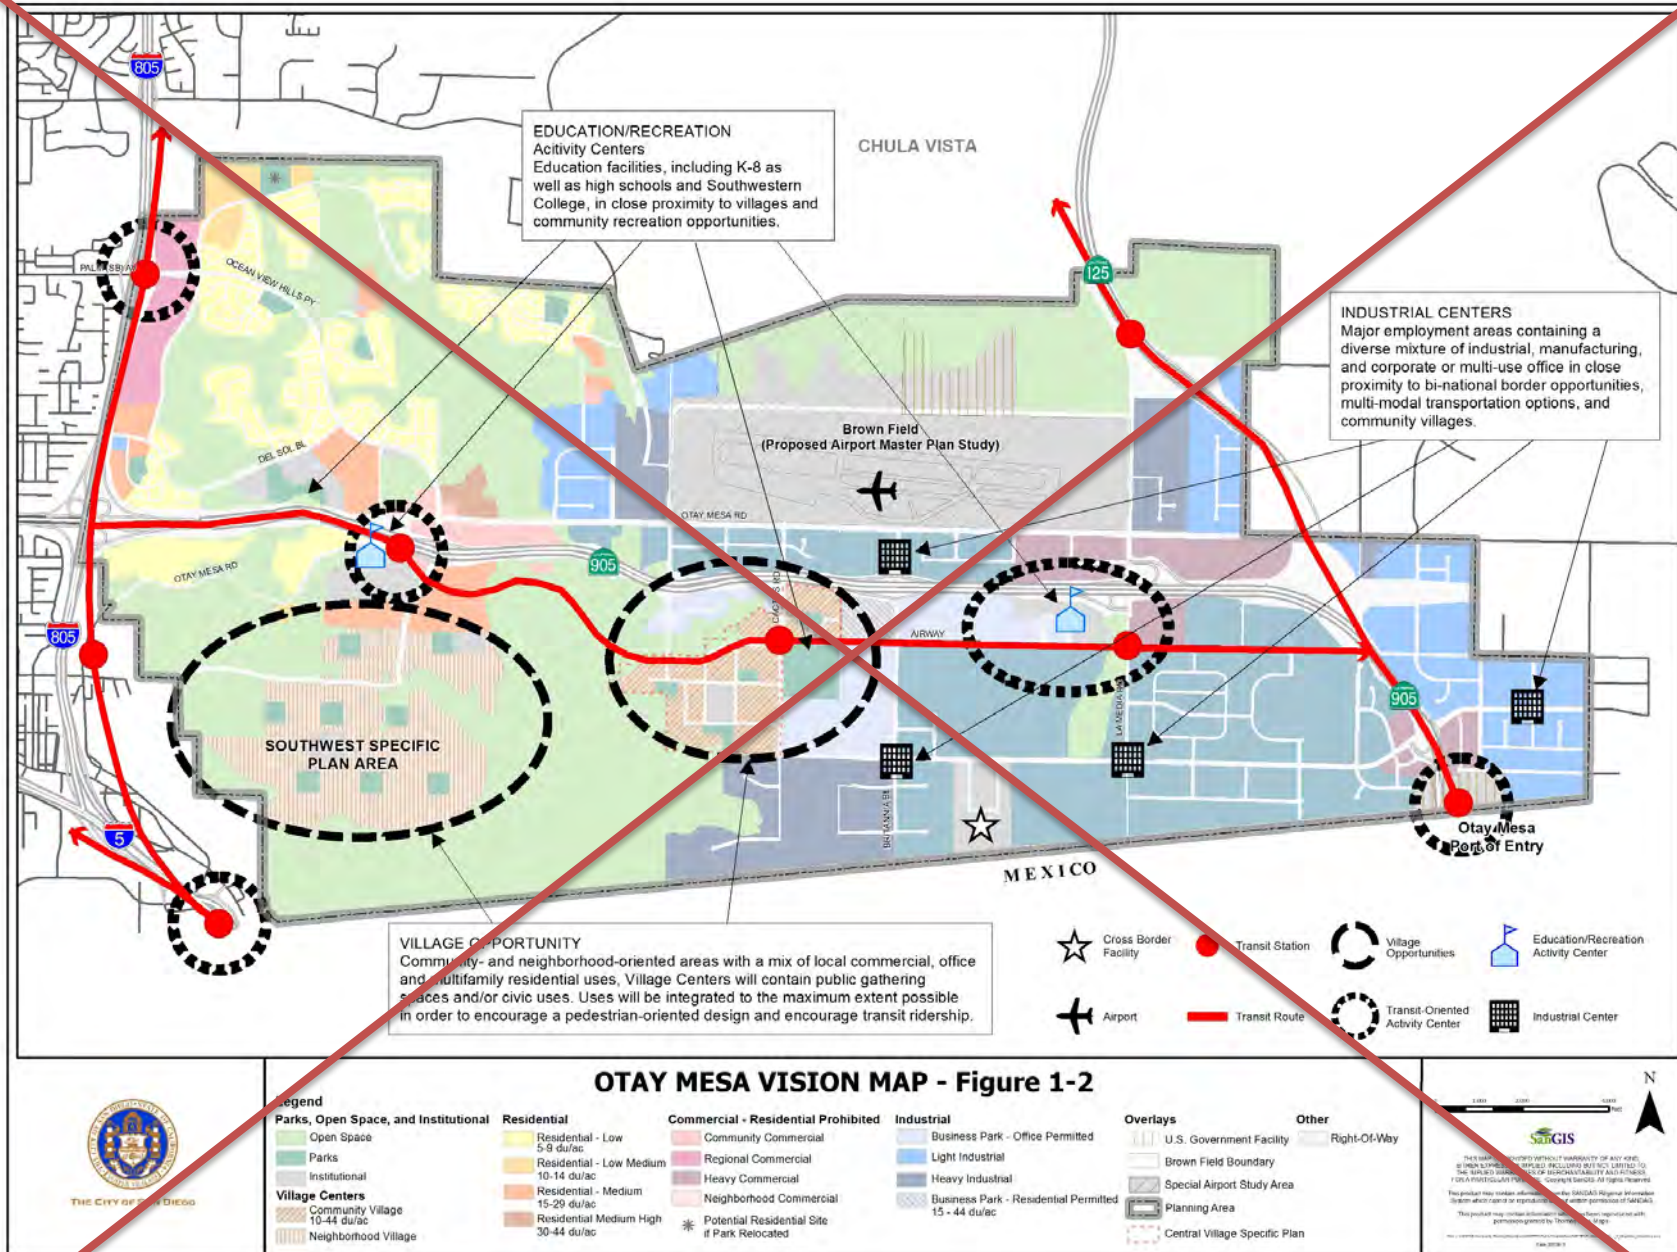 805
EDUCATION/RECREATION
Acitivity Centers
Education facilities, including K-8 as
well as high schools and Southwestern
College, in close proximity to villages and
community recreation opportunities.
CHULA VISTA
OCEAN VIEW HILLS PY
125
INDUSTRIAL CENTERS
Major employment areas containing a
diverse mixture of industrial, manufacturing,
and corporate or multi-use office in close
proximity to bi-national border opportunities,
multi-modal transportation options, and
community villages.
Brown Field
(Proposed Airport Master Plan Study)
DEL SOL BL
OTAY MESA RD
OTAY MESA RD
905
AIRWAY
805
LA MEDIA RD
905
SOUTHWEST SPECIFIC
PLAN AREA
BRITANNIA BL
5
Otay Mesa
Port of Entry
MEXICO
VILLAGE OPPORTUNITY
Community- and neighborhood-oriented areas with a mix of local commercial, office
and multifamily residential uses, Village Centers will contain public gathering
spaces and/or civic uses. Uses will be integrated to the maximum extent possible
in order to encourage a pedestrian-oriented design and encourage transit ridership.
Cross Border
Facility
Transit Station
Village
Opportunities
Education/Recreation
Activity Center
Airport
Transit Route
Transit-Oriented
Activity Center
Industrial Center
OTAY MESA VISION MAP - Figure 1-2
THE CITY OF SAN DIEGO
Legend
Parks, Open Space, and Institutional
Open Space
Parks
Institutional
Village Centers
Community Village
10-44 du/ac
Neighborhood Village
Residential
Residential - Low
5-9 du/ac
Residential - Low Medium
10-14 du/ac
Residential - Medium
15-29 du/ac
Residential Medium High
30-44 du/ac
Commercial - Residential Prohibited
Community Commercial
Regional Commercial
Heavy Commercial
Neighborhood Commercial
Potential Residential Site
if Park Relocated
Industrial
Business Park - Office Permitted
Light Industrial
Heavy Industrial
Business Park - Residential Permitted
15 - 44 du/ac
Overlays
U.S. Government Facility
Brown Field Boundary
Special Airport Study Area
Planning Area
Central Village Specific Plan
Other
Right-Of-Way
N
SanGIS